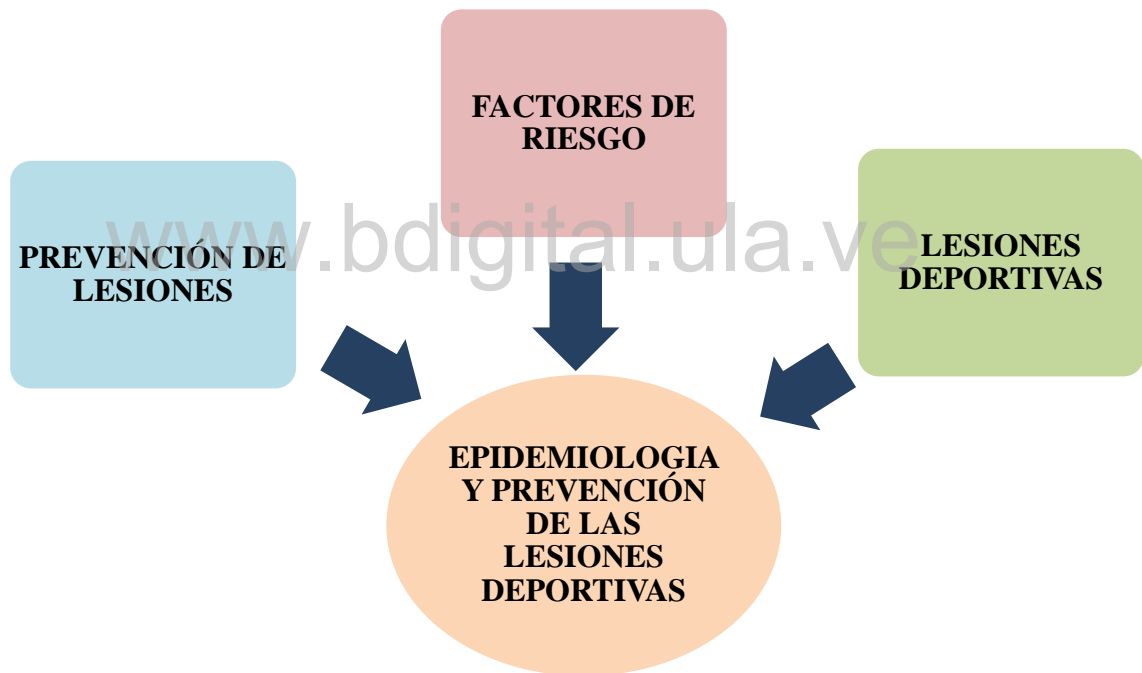 FACTORES DE
RIESGO
PREVENCIÓN DE
LESIONES
LESIONES
DEPORTIVAS
www.bdigital.ula.ve
EPIDEMIOLOGIA
Y PREVENCIÓN
DE LAS
LESIONES
DEPORTIVAS